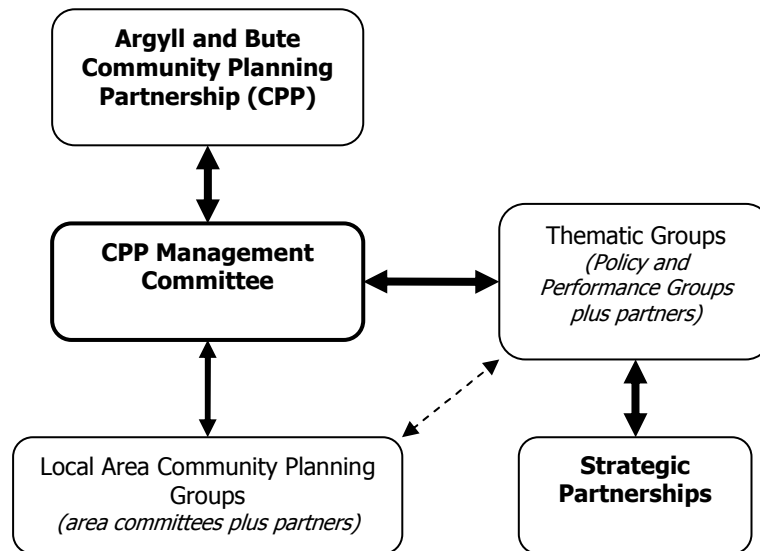 Argyll and Bute
Community Planning
Partnership (CPP)
CPP Management
Committee
Thematic Groups
(Policy and
Performance Groups
plus partners)
Local Area Community Planning
Groups
(area committees plus partners)
Strategic
Partnerships